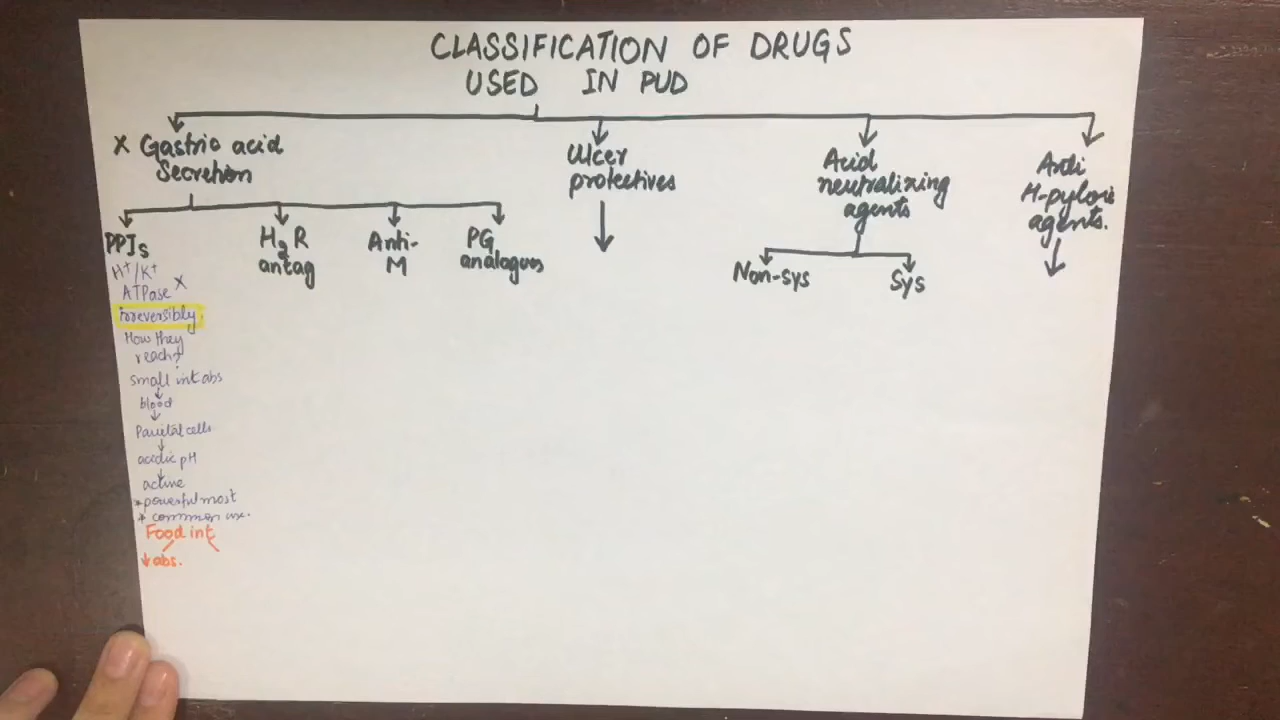 CLASSIFICATION OF DRUGS
USED IN PUD
X Gastric acid
Secretion
Ulcer
protectives
Acid
neutralizing
agents
Anti
H-pylori
agents.
PPIs
H2R
antag
Anti-
M
PG
analagous
Non-sys
Sys
H+/K+
ATPase X
irreversibly
How they
reach?
small int abs
↓
blood
↓
Parietal cells
↓
acidic pH
↓
active
* powerful most
* common use.
Food int
↓ abs.